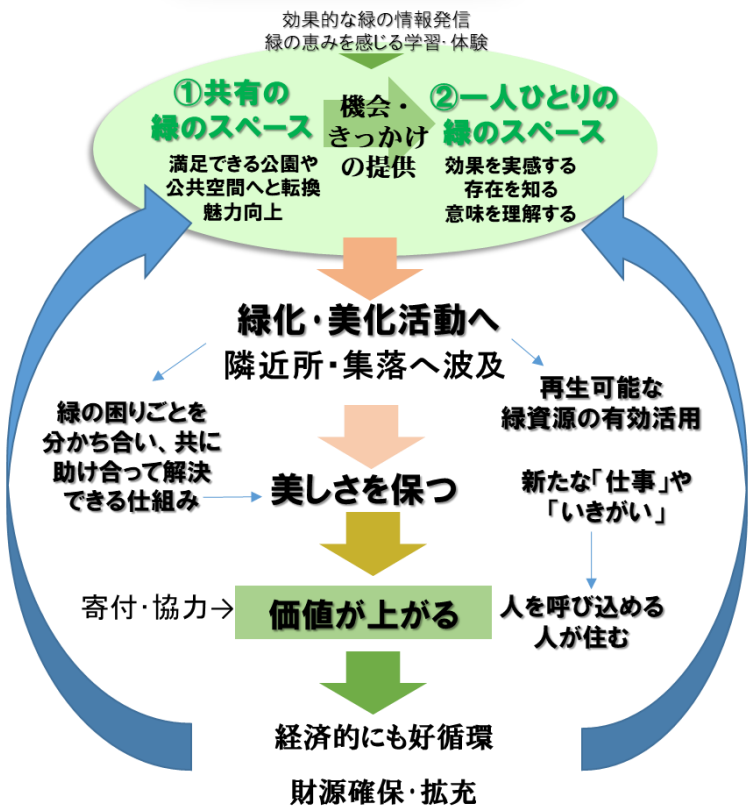 効果的な緑の情報発信
緑の恵みを感じる学習・体験
①共有の
緑のスペース
満足できる公園や
公共空間へと転換
魅力向上
機会・
きっかけ
の提供
②一人ひとりの
緑のスペース
効果を実感する
存在を知る
意味を理解する
緑化・美化活動へ
隣近所・集落へ波及
緑の困りごとを
分かち合い、共に
助け合って解決
できる仕組み
再生可能な
緑資源の有効活用
美しさを保つ
新たな「仕事」や
「いきがい」
寄付・協力→
価値が上がる
人を呼び込める
人が住む
経済的にも好循環
財源確保・拡充